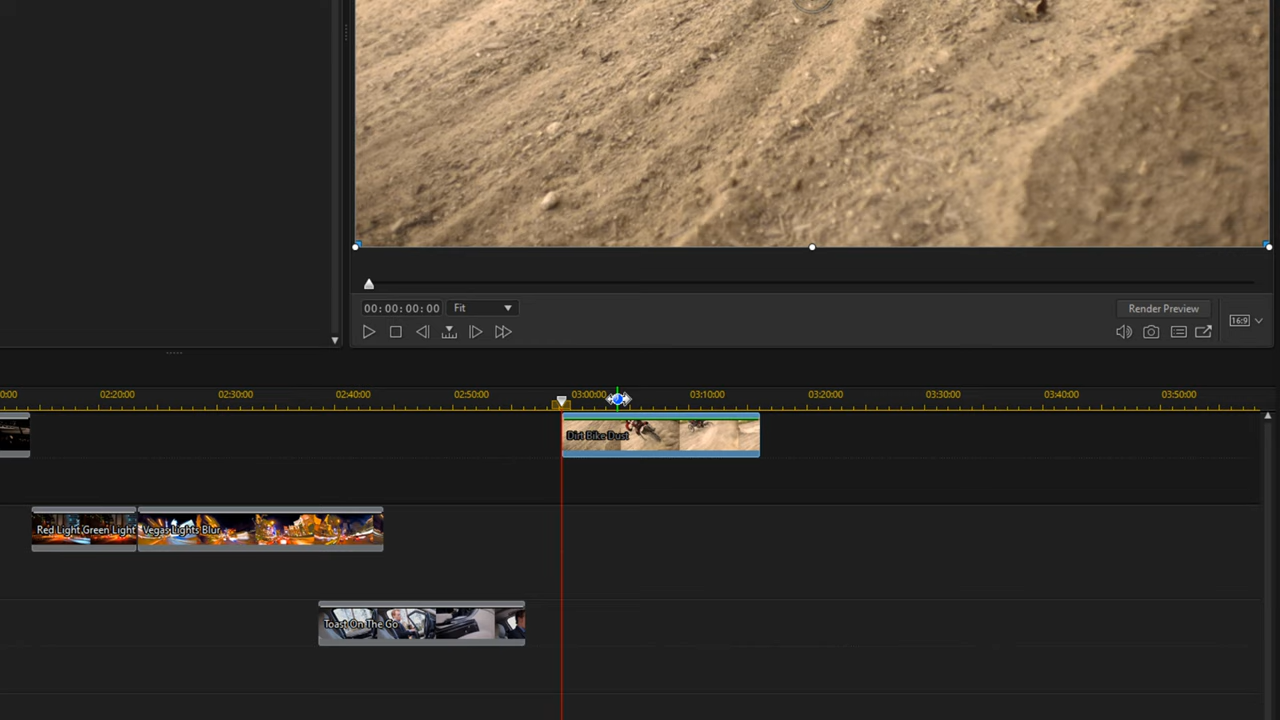 00:00:00:00 Fit
Render Preview
16:9
0:00 02:20:00 02:30:00 02:40:00 02:50:00 03:00:00 03:10:00 03:20:00 03:30:00 03:40:00 03:50:00
Dirt Bike Dust
Red Light Green Light Vegas Lights Blur
Toast On The Go